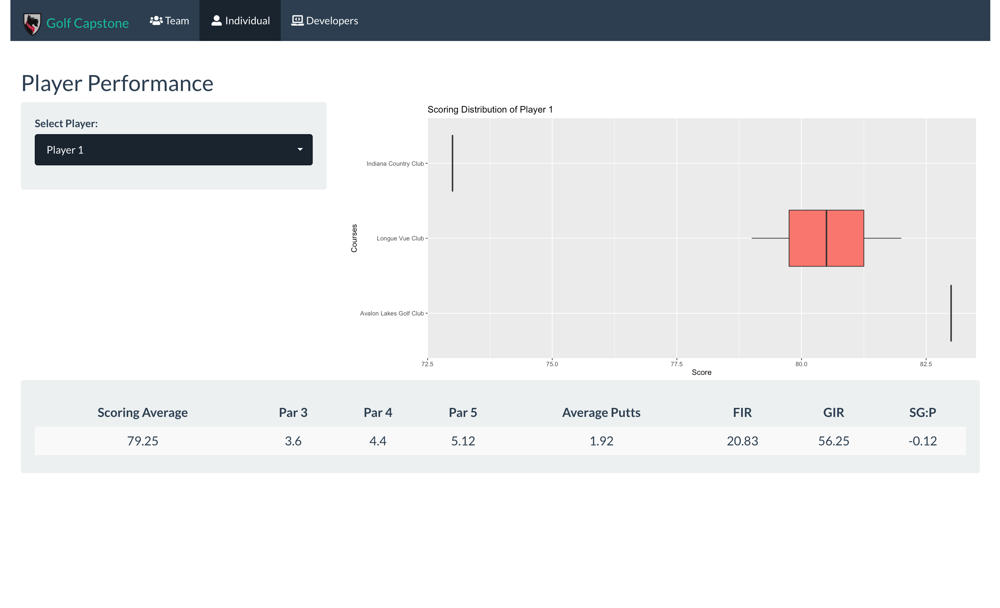 Golf Capstone Team Individual Developers
Player Performance
Select Player:
Player 1
Scoring Distribution of Player 1
Courses
Indiana Country Club
Longue Vue Club
Avalon Lakes Golf Club
72.5 75.0 77.5 80.0 82.5
Score
Scoring Average Par 3 Par 4 Par 5 Average Putts FIR GIR SG:P
79.25 3.6 4.4 5.12 1.92 20.83 56.25 -0.12